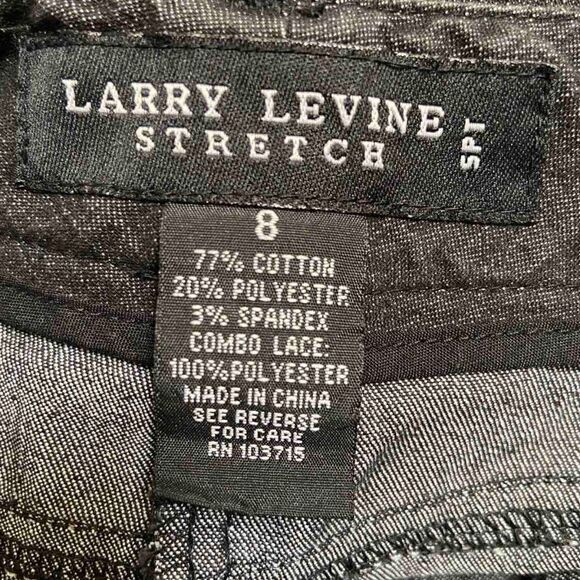 LARRY LEVINE
STRETCH
SPT
8
77% COTTON
20% POLYESTER
3% SPANDEX
COMBO LACE:
100% POLYESTER
MADE IN CHINA
SEE REVERSE
FOR CARE
RN 103715